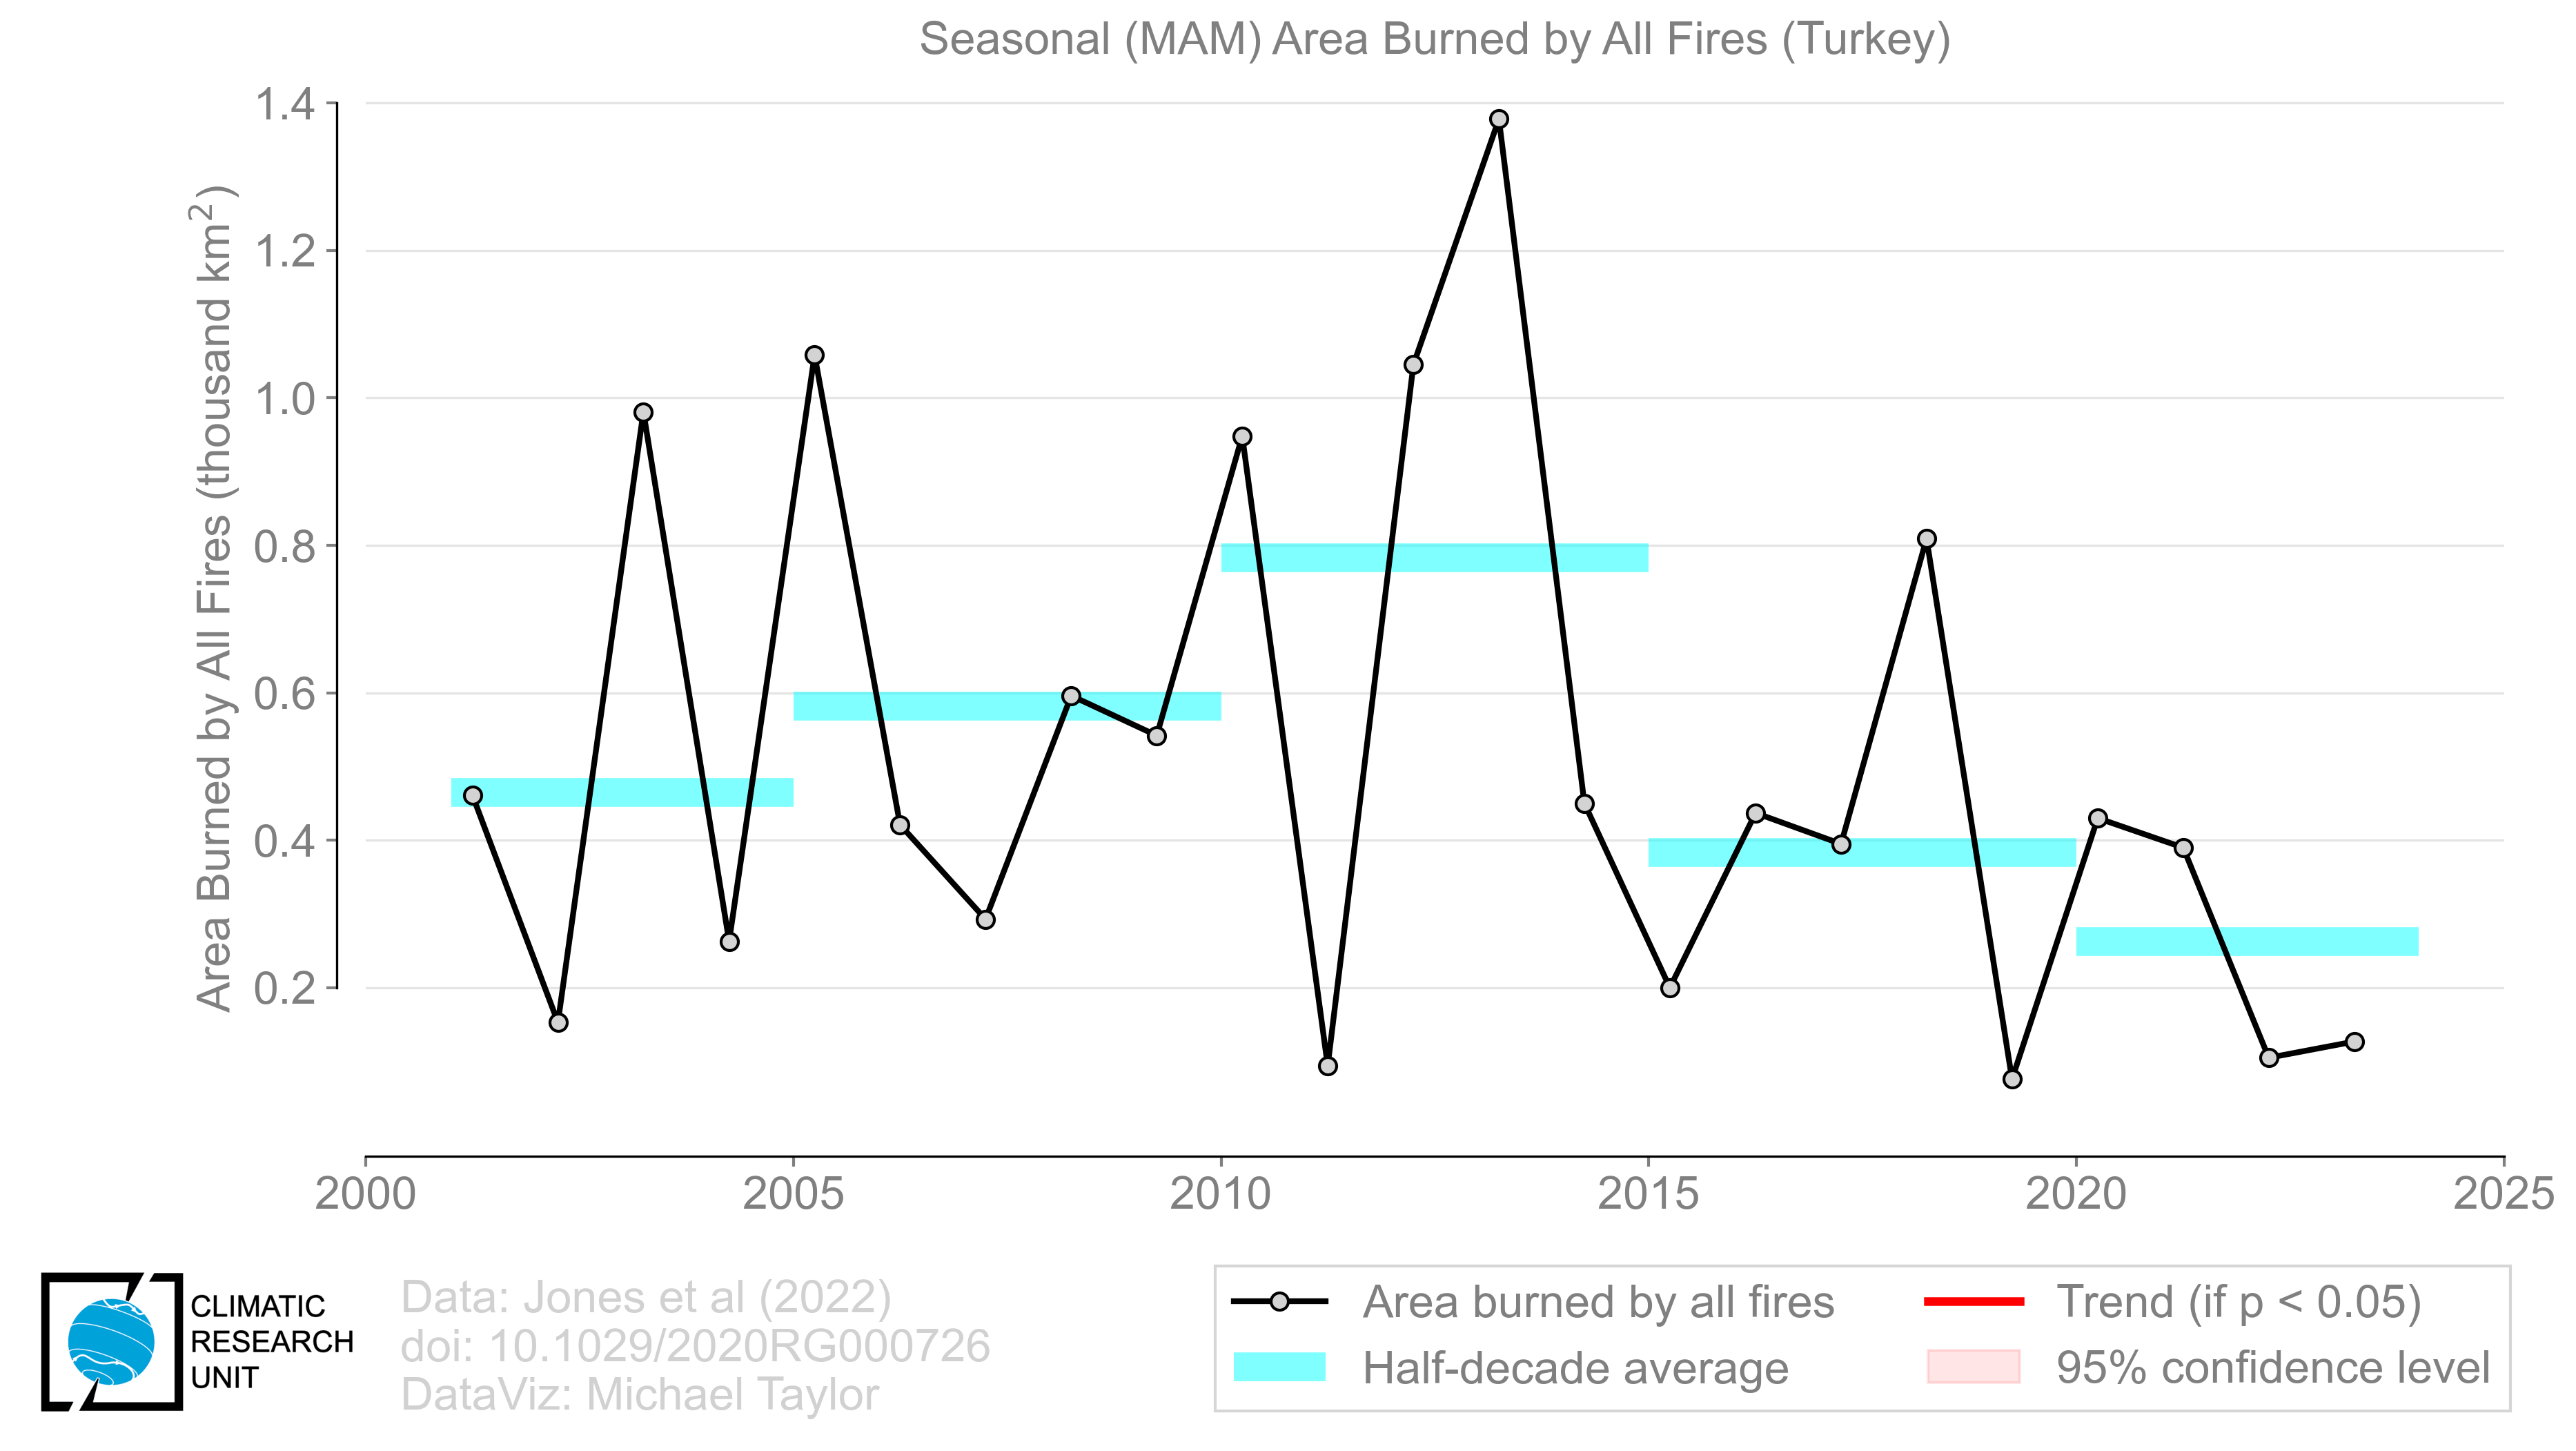 Seasonal (MAM) Area Burned by All Fires (Turkey)
Area Burned by All Fires (thousand km²)
1.4
1.2
1.0
0.8
0.6
0.4
0.2
2000 2005 2010 2015 2020 2025
CLIMATIC
RESEARCH
UNIT
Data: Jones et al (2022)
doi: 10.1029/2020RG000726
DataViz: Michael Taylor
Area burned by all fires
Half-decade average
Trend (if p < 0.05)
95% confidence level